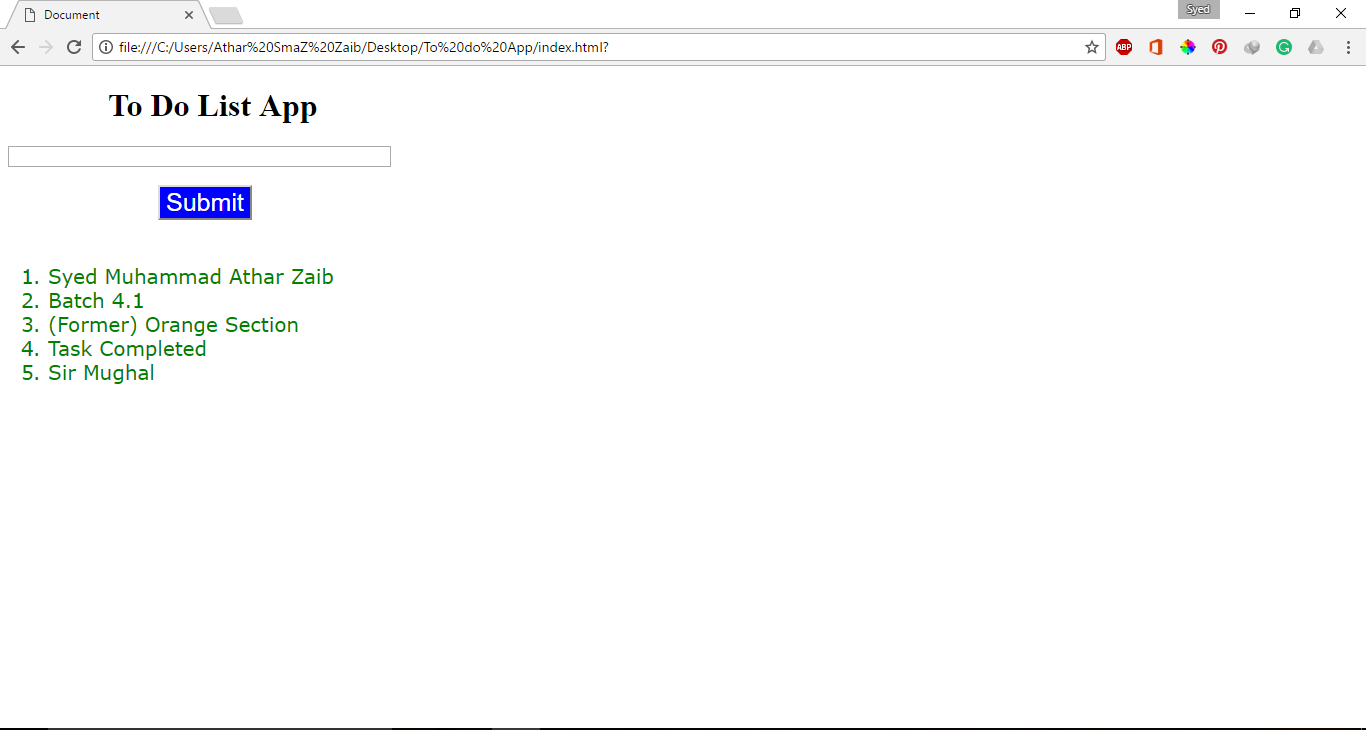 Document
Syed
file:///C:/Users/Athar%20SmaZ%20Zaib/Desktop/To%20do%20App/index.html?
ABP
To Do List App
Submit
1. Syed Muhammad Athar Zaib
2. Batch 4.1
3. (Former) Orange Section
4. Task Completed
5. Sir Mughal